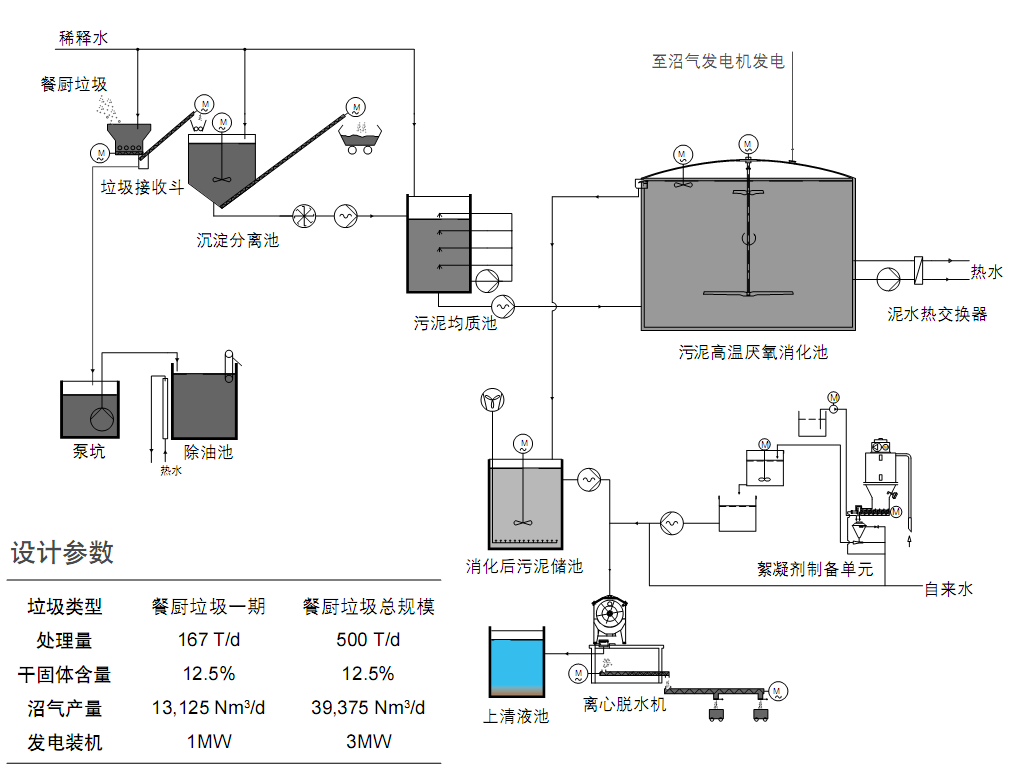 稀释水
至沼气发电机发电
餐厨垃圾
M
M
M
M
M
M
垃圾接收斗
沉淀分离池
热水
泥水热交换器
污泥均质池
污泥高温厌氧消化池
M
M
M
泵坑
除油池
热水
M
消化后污泥储池
絮凝剂制备单元
自来水
设计参数
垃圾类型 餐厨垃圾一期 餐厨垃圾总规模
处理量 167 T/d 500 T/d
干固体含量 12.5% 12.5%
沼气产量 13,125 Nm³/d 39,375 Nm³/d
发电装机 1MW 3MW
M
M
上清液池
离心脱水机